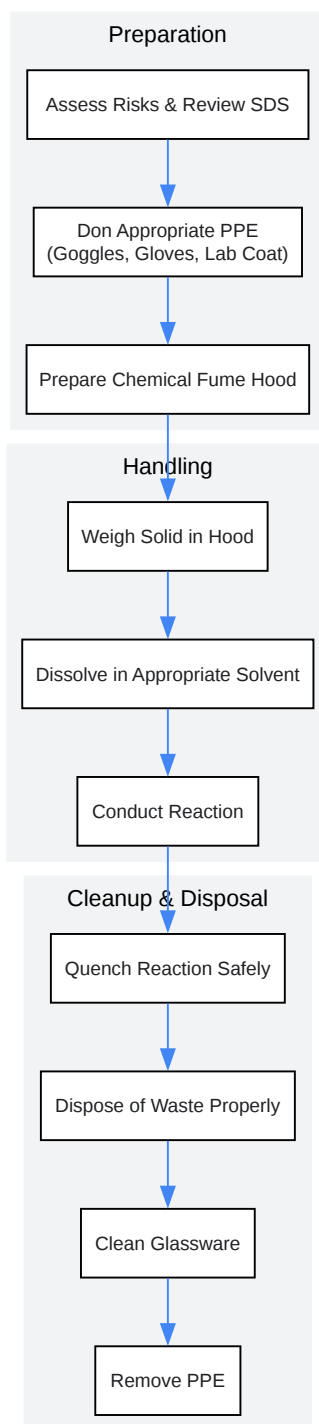 Preparation
Assess Risks & Review SDS
Don Appropriate PPE
(Goggles, Gloves, Lab Coat)
Prepare Chemical Fume Hood
Handling
Weigh Solid in Hood
Dissolve in Appropriate Solvent
Conduct Reaction
Cleanup & Disposal
Quench Reaction Safely
Dispose of Waste Properly
Clean Glassware
Remove PPE